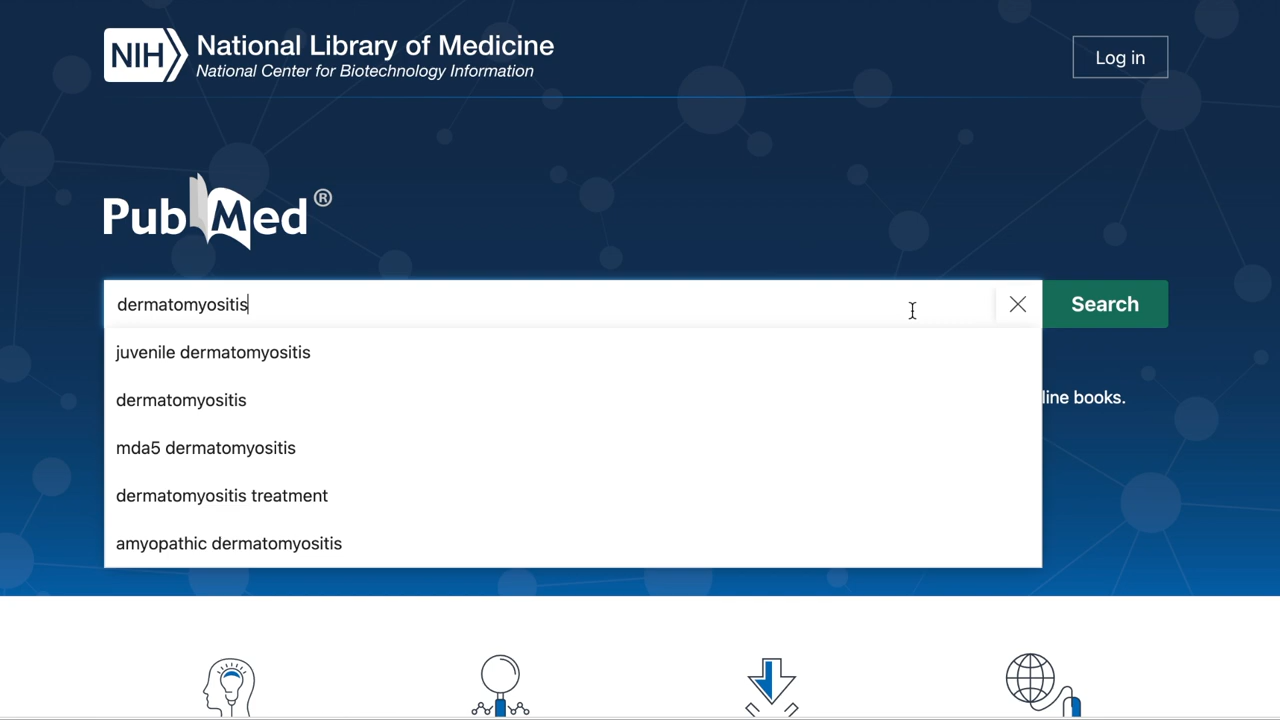 NIH National Library of Medicine
National Center for Biotechnology Information
Log in
PubMed®
dermatomyositis
Search
juvenile dermatomyositis
dermatomyositis
line books.
mda5 dermatomyositis
dermatomyositis treatment
amyopathic dermatomyositis